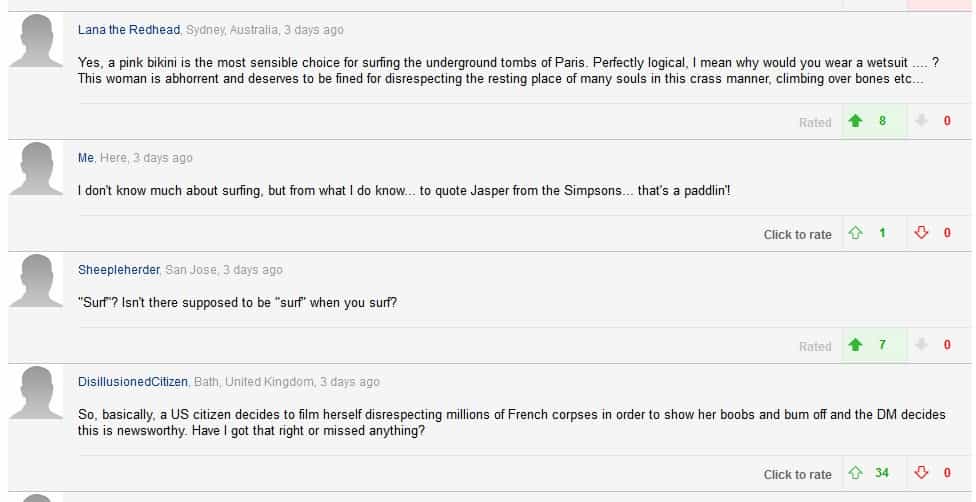 Lana the Redhead, Sydney, Australia, 3 days ago
Yes, a pink bikini is the most sensible choice for surfing the underground tombs of Paris. Perfectly logical, I mean why would you wear a wetsuit .... ?
This woman is abhorrent and deserves to be fined for disrespecting the resting place of many souls in this crass manner, climbing over bones etc...
Rated 8 0
Me, Here, 3 days ago
I don't know much about surfing, but from what I do know... to quote Jasper from the Simpsons... that's a paddlin'!
Click to rate 1 0
Sheepleherder, San Jose, 3 days ago
"Surf"? Isn't there supposed to be "surf" when you surf?
Rated 7 0
DisillusionedCitizen, Bath, United Kingdom, 3 days ago
So, basically, a US citizen decides to film herself disrespecting millions of French corpses in order to show her boobs and bum off and the DM decides
this is newsworthy. Have I got that right or missed anything?
Click to rate 34 0